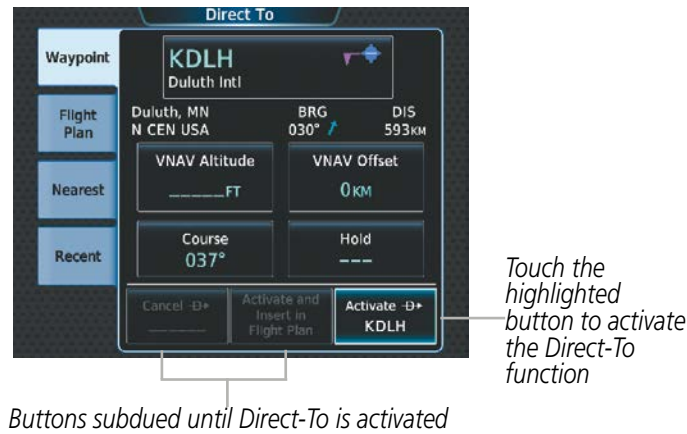 Direct To
Waypoint
KDLH
Duluth Intl
Flight
Plan
Duluth, MN
N CEN USA
BRG
030°
DIS
593KM
Nearest
VNAV Altitude
_____FT
VNAV Offset
0KM
Recent
Course
037°
Hold
---
Cancel
______
Activate and
Insert in
Flight Plan
Activate
KDLH
Touch the
highlighted
button to activate
the Direct-To
function
Buttons subdued until Direct-To is activated